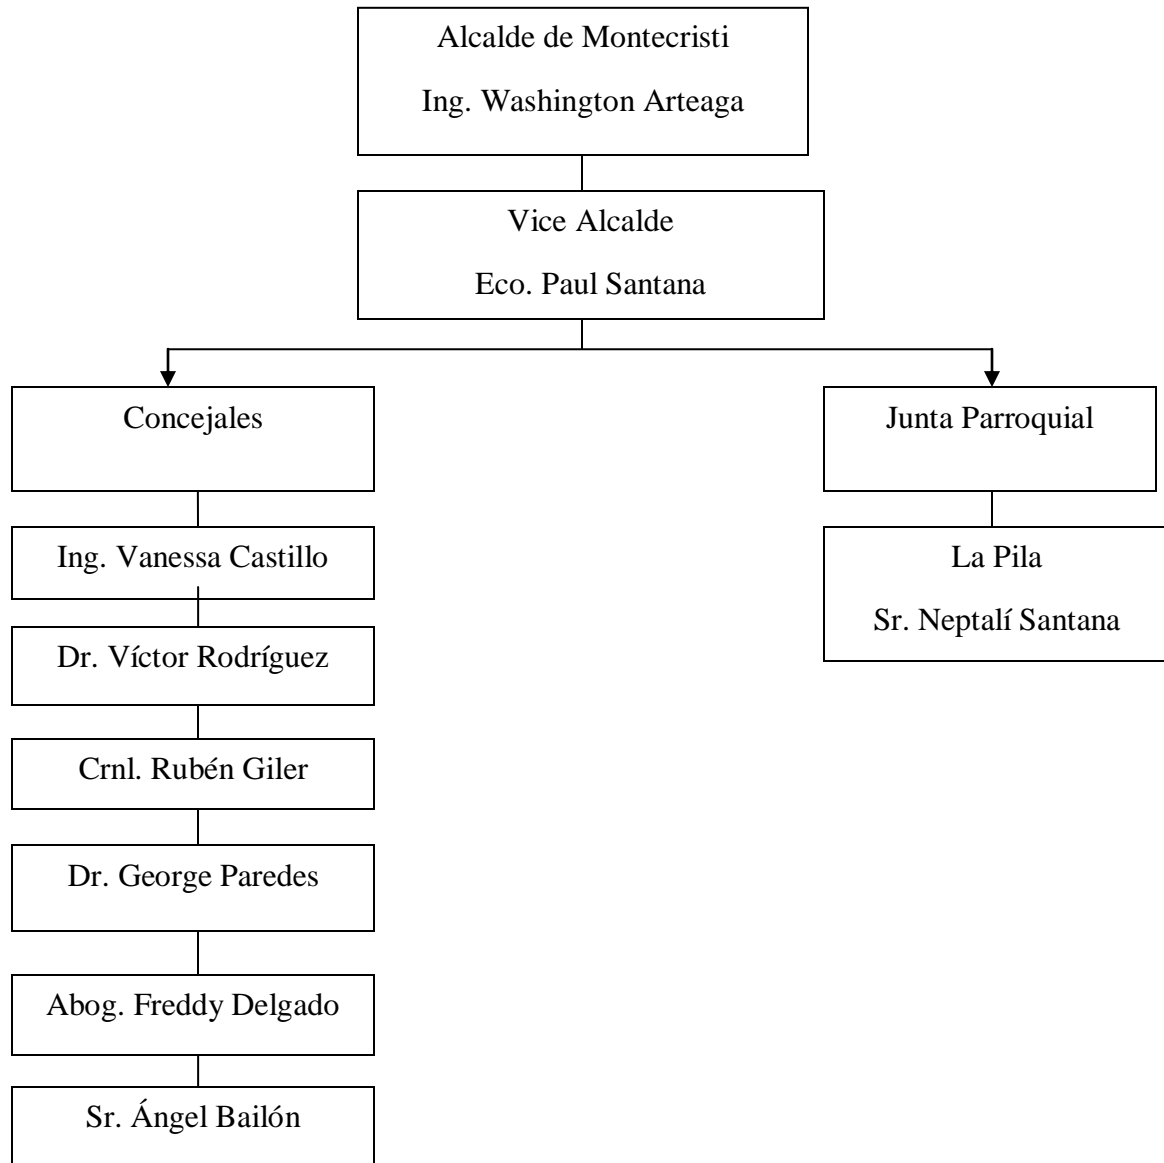 Alcalde de Montecristi
Ing. Washington Arteaga
Vice Alcalde
Eco. Paul Santana
Concejales
Junta Parroquial
Ing. Vanessa Castillo
La Pila
Sr. Neptalí Santana
Dr. Víctor Rodríguez
Crnl. Rubén Giler
Dr. George Paredes
Abog. Freddy Delgado
Sr. Ángel Bailón